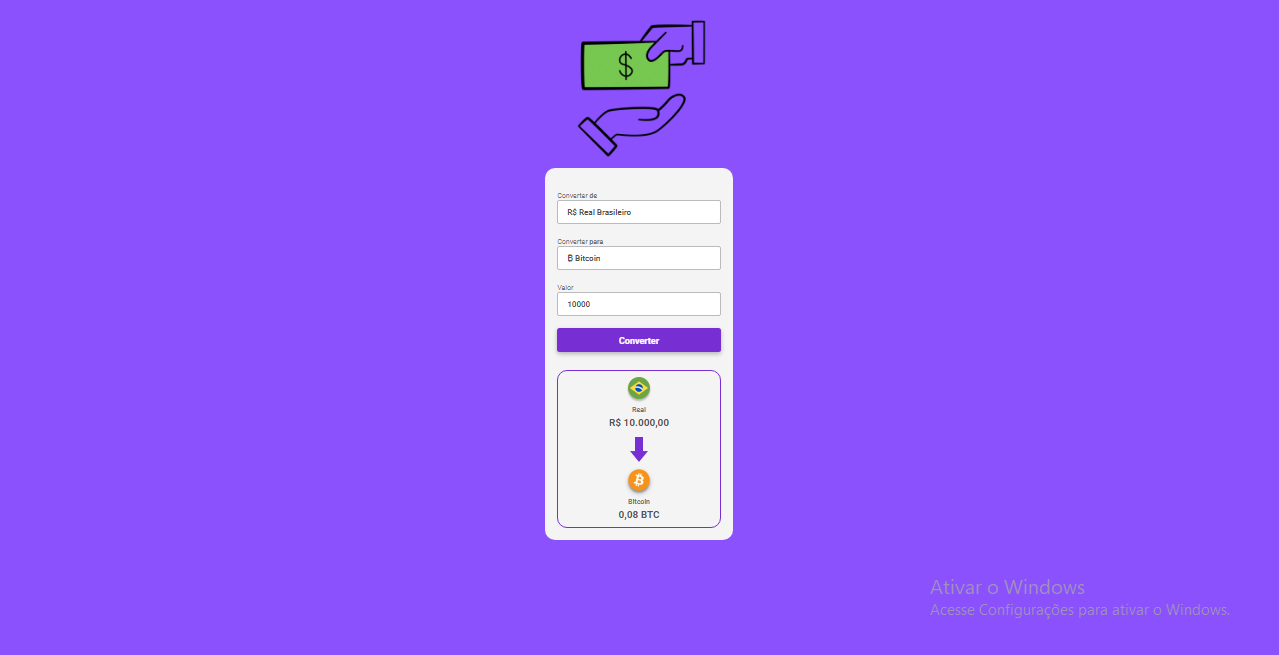 $
Converter de
R$ Real Brasileiro
Converter para
₿ Bitcoin
Valor
10000
Converter
Real
R$ 10.000,00
Bitcoin
0,08 BTC
Ativar o Windows
Acesse Configurações para ativar o Windows.